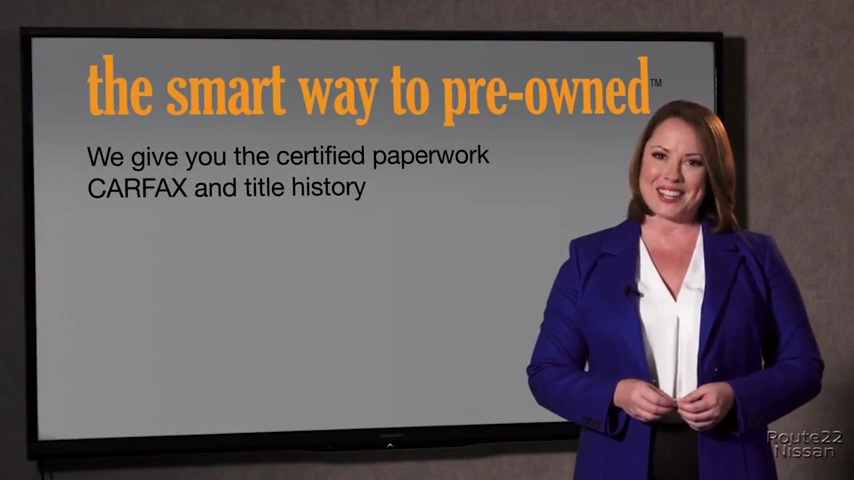 the smart way to pre-owned™
We give you the certified paperwork
CARFAX and title history
Route22
Nissan